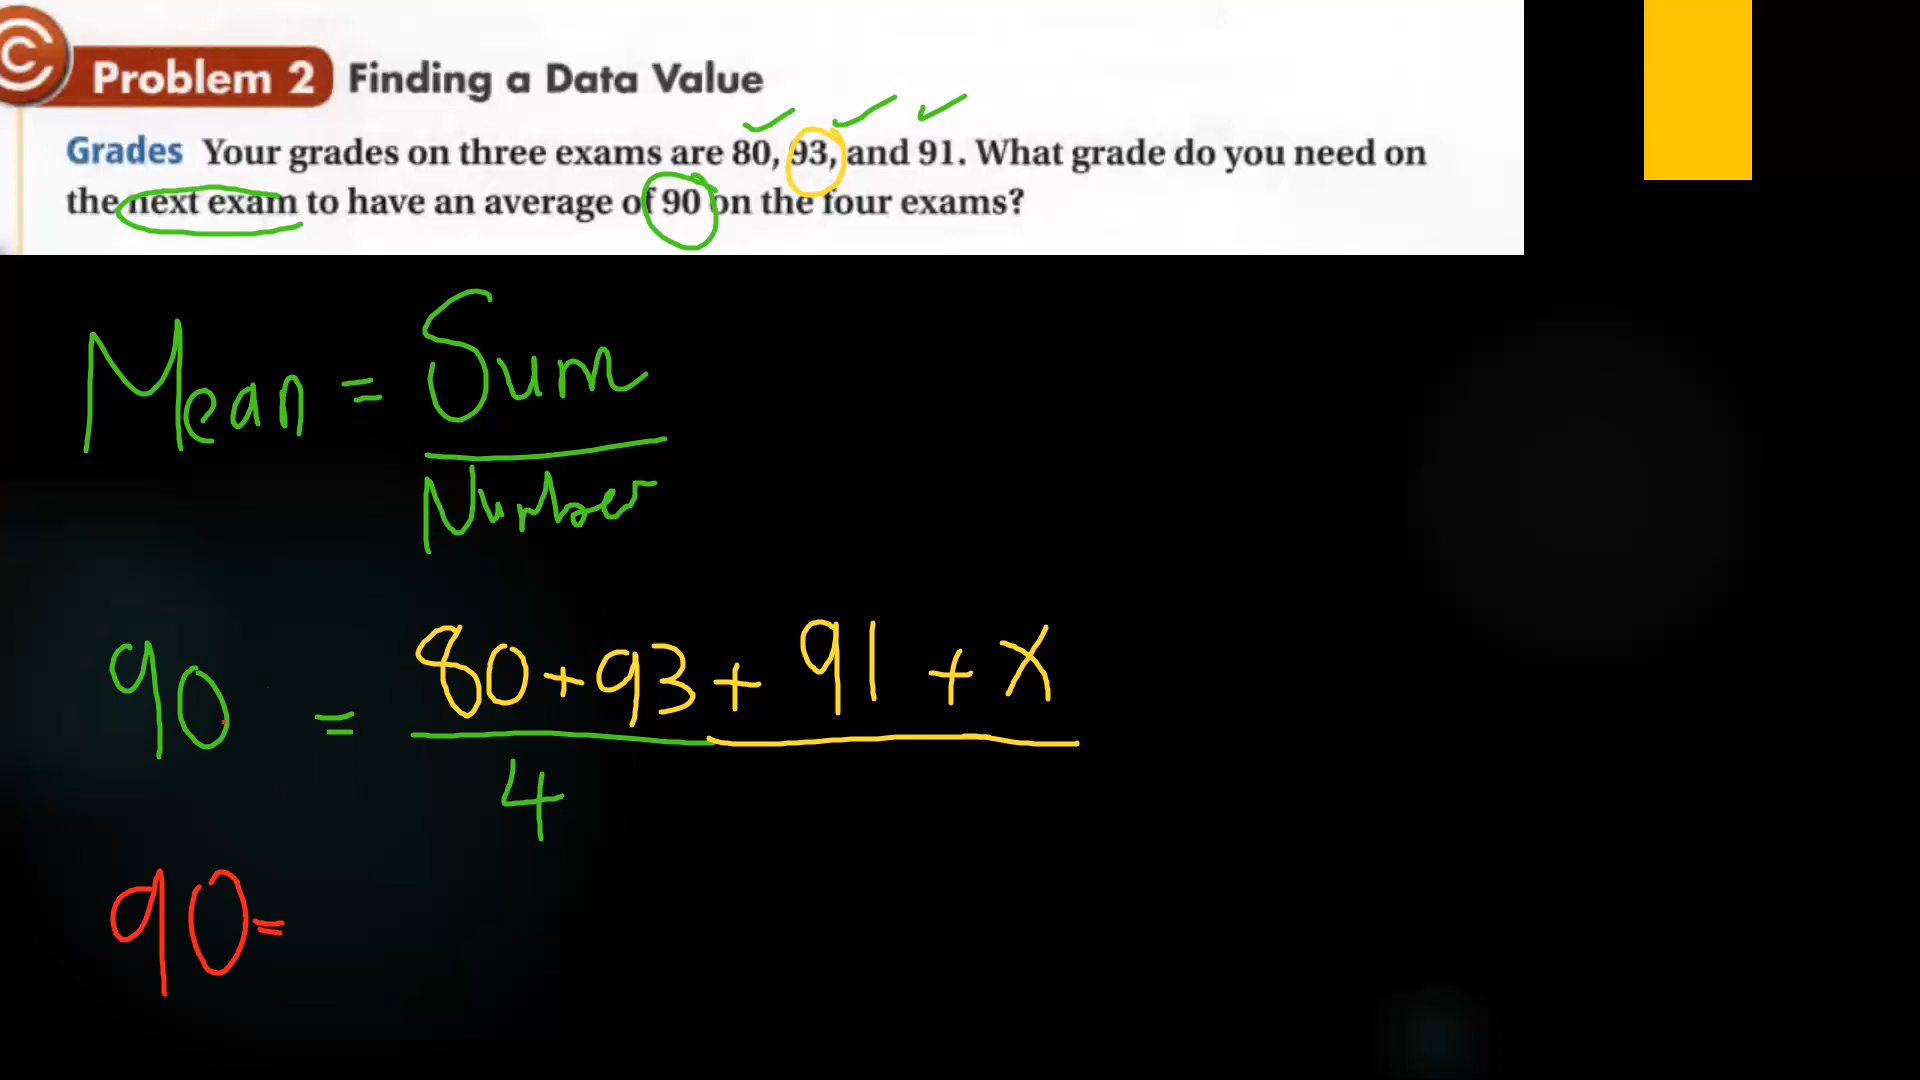 C
Problem 2 Finding a Data Value
Grades Your grades on three exams are 80, 93, and 91. What grade do you need on
the next exam to have an average of 90 on the four exams?
Mean = Sum
Number
90 = 80+93+91+x
4
90=